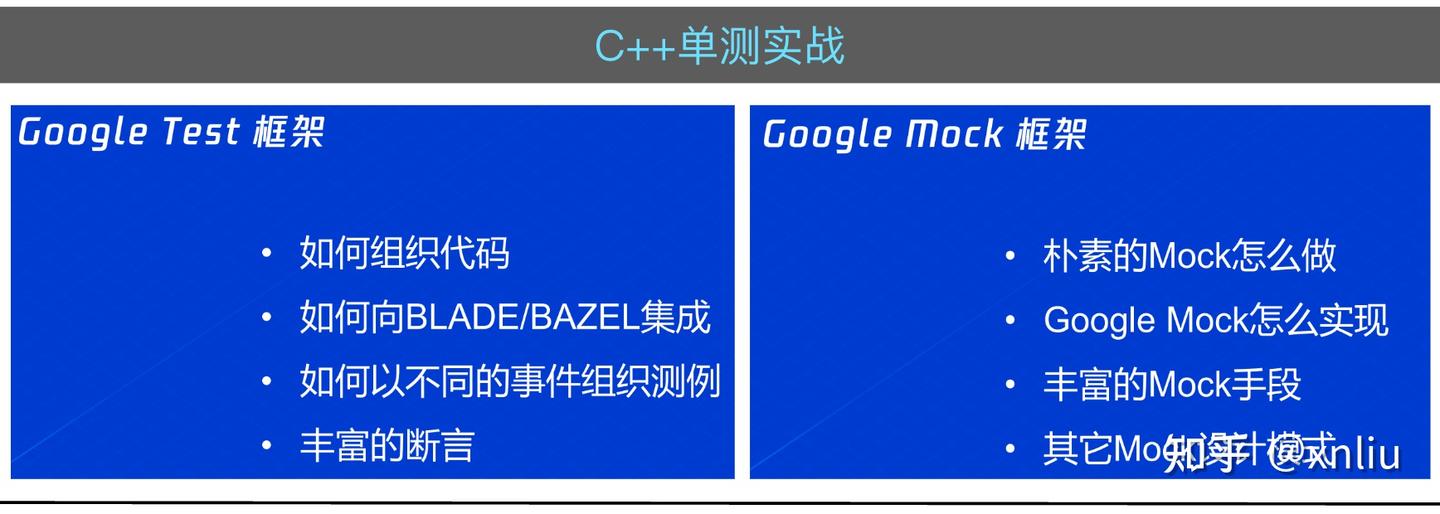 C++单测实战
Google Test 框架
• 如何组织代码
• 如何向BLADE/BAZEL集成
• 如何以不同的事件组织测例
• 丰富的断言
Google Mock 框架
• 朴素的Mock怎么做
• Google Mock怎么实现
• 丰富的Mock手段
• 其它Mock设计模式
知乎 @xnliu